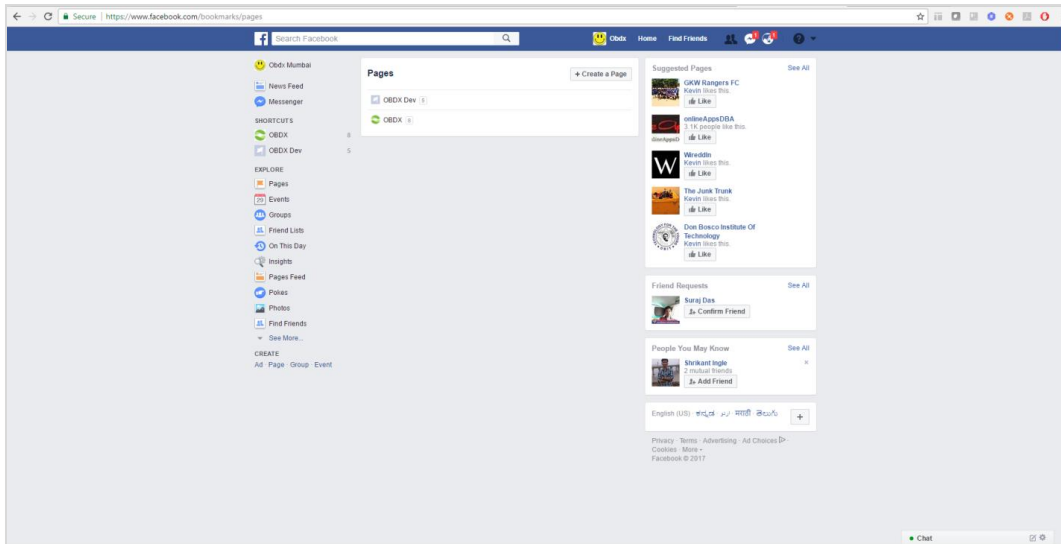 Secure | https://www.facebook.com/bookmarks/pages
Search Facebook
Obdx Home Find Friends
Obdx Mumbai
News Feed
Messenger
SHORTCUTS
OBDX 8
OBDX Dev 5
EXPLORE
Pages
Events
Groups
Friend Lists
On This Day
Insights
Pages Feed
Pokes
Photos
Find Friends
See More...
CREATE
Ad · Page · Group · Event
Pages
+ Create a Page
OBDX Dev 5
OBDX
Suggested Pages See All
GKW Rangers FC
Kevin likes this.
Like
onlineAppsDBA
3.1K people like this.
Like
Wireddin
Kevin likes this.
Like
The Junk Trunk
Kevin likes this.
Like
Don Bosco Institute Of
Technology
Kevin likes this.
Like
Friend Requests See All
Suraj Das
Confirm Friend
People You May Know See All
Shrikant Ingle
2 mutual friends
Add Friend
English (US) · ಕನ್ನಡ · اردو · मराठी · తెలుగు
Privacy · Terms · Advertising · Ad Choices ·
Cookies · More
Facebook © 2017
Chat